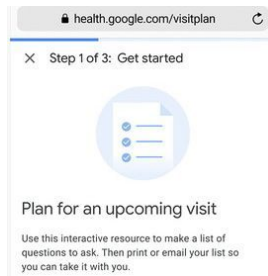 health.google.com/visitplan
Step 1 of 3: Get started
Plan for an upcoming visit
Use this interactive resource to make a list of
questions to ask. Then print or email your list so
you can take it with you.